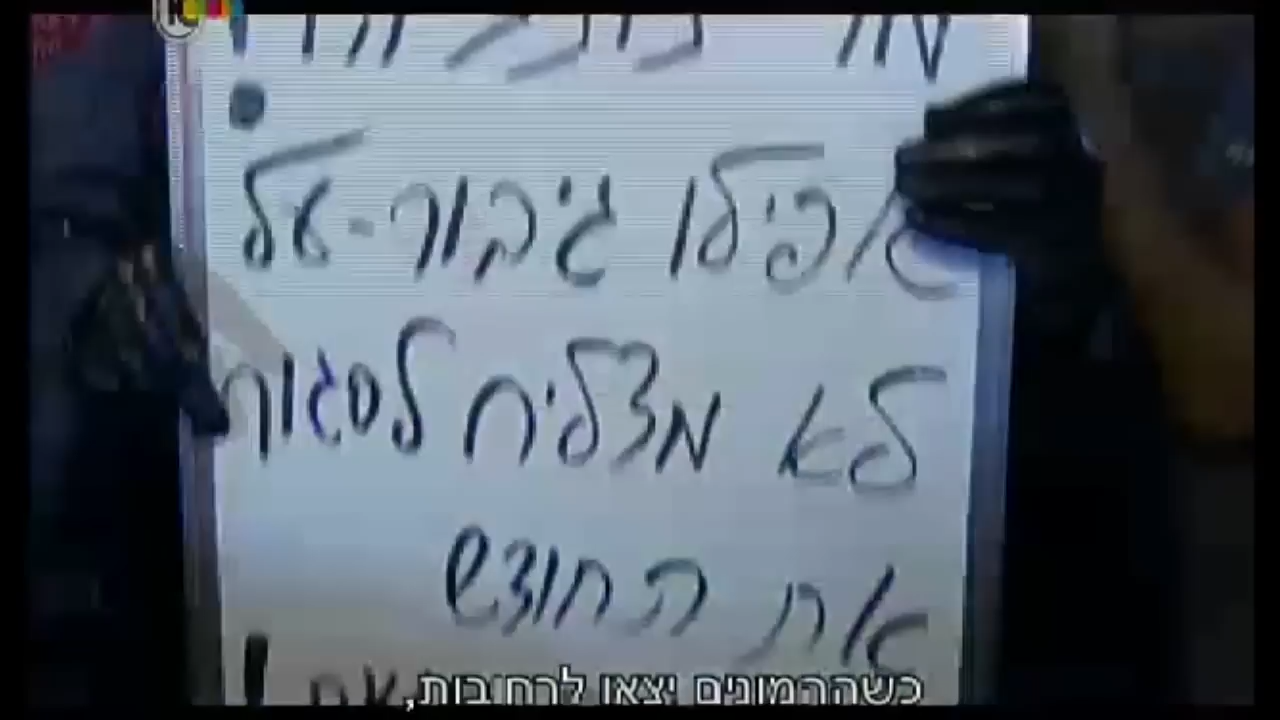 אפילו גיבור-על
לא מצליח לסגור
את החודש
כשההמונים יצאו לרחובות,